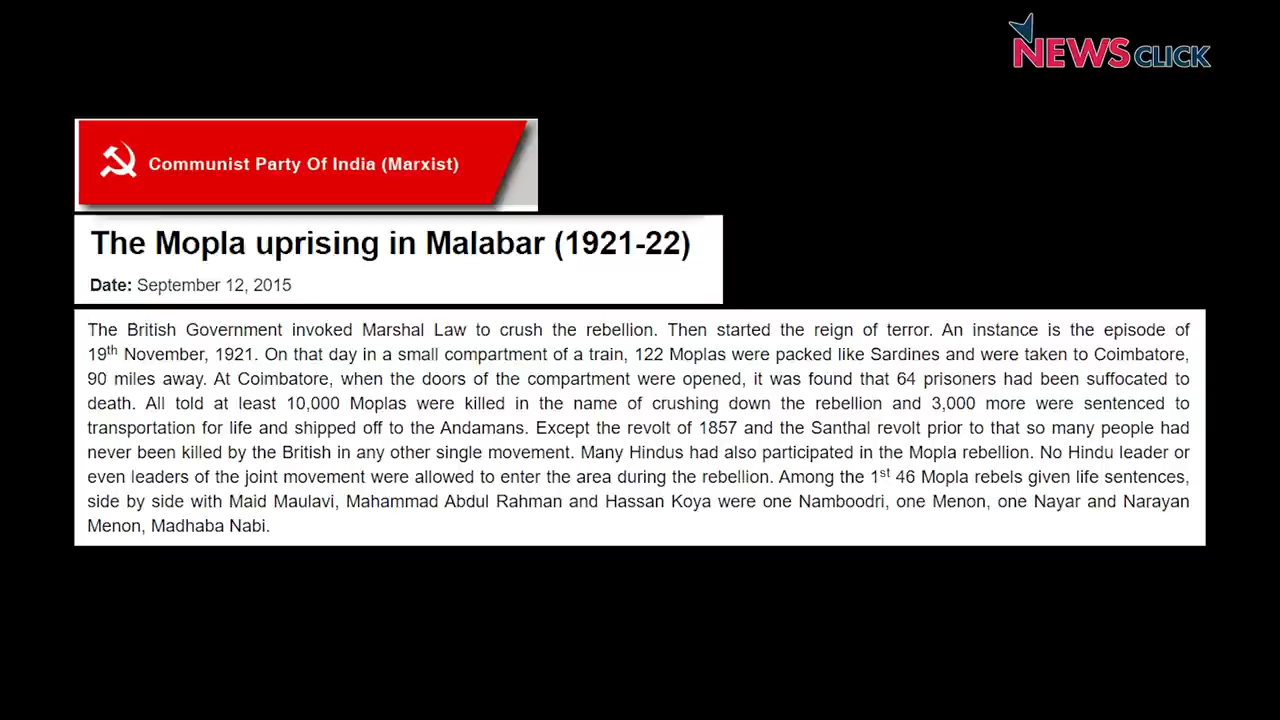 NEWSCLICK
Communist Party Of India (Marxist)
The Mopla uprising in Malabar (1921-22)
Date: September 12, 2015
The British Government invoked Marshal Law to crush the rebellion. Then started the reign of terror. An instance is the episode of
19th November, 1921. On that day in a small compartment of a train, 122 Moplas were packed like Sardines and were taken to Coimbatore,
90 miles away. At Coimbatore, when the doors of the compartment were opened, it was found that 64 prisoners had been suffocated to
death. All told at least 10,000 Moplas were killed in the name of crushing down the rebellion and 3,000 more were sentenced to
transportation for life and shipped off to the Andamans. Except the revolt of 1857 and the Santhal revolt prior to that so many people had
never been killed by the British in any other single movement. Many Hindus had also participated in the Mopla rebellion. No Hindu leader or
even leaders of the joint movement were allowed to enter the area during the rebellion. Among the 1st 46 Mopla rebels given life sentences,
side by side with Maid Maulavi, Mahammad Abdul Rahman and Hassan Koya were one Namboodri, one Menon, one Nayar and Narayan
Menon, Madhaba Nabi.